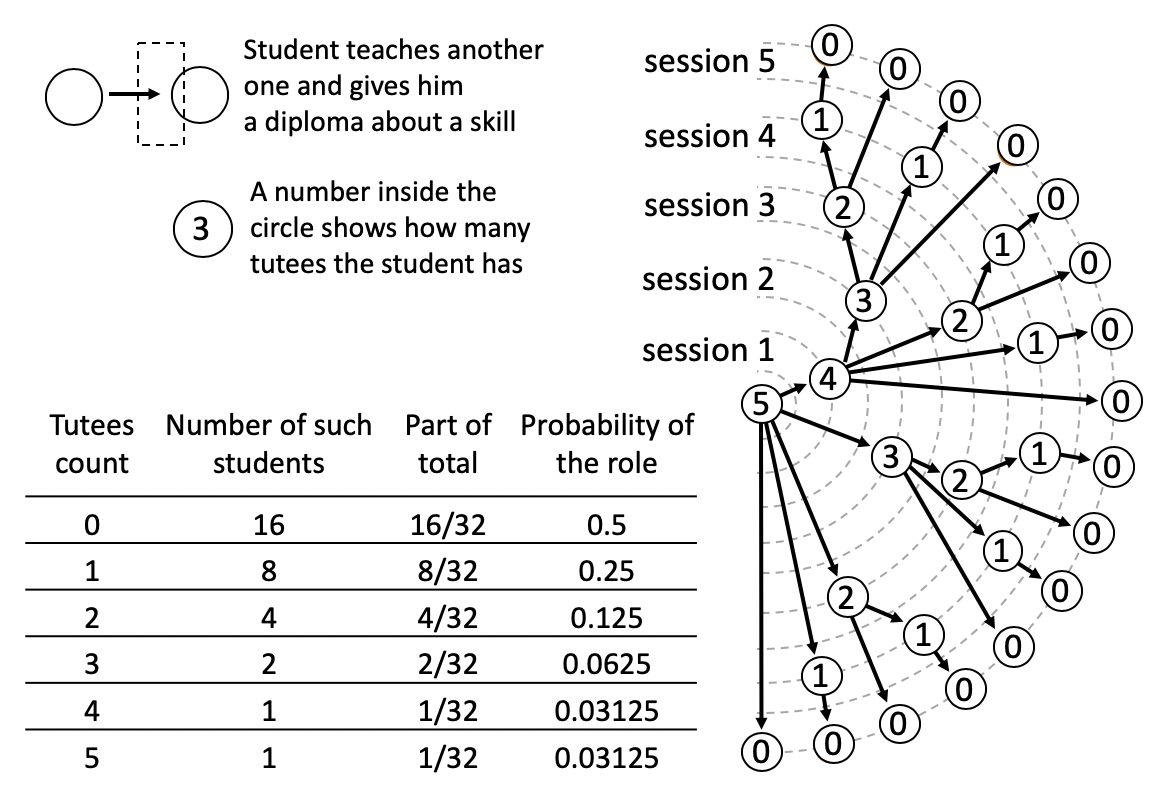 Student teaches another
one and gives him
a diploma about a skill
3
A number inside the
circle shows how many
tutees the student has
Tutees count
Number of such students
Part of total
Probability of the role
0 16 16/32 0.5
1 8 8/32 0.25
2 4 4/32 0.125
3 2 2/32 0.0625
4 1 1/32 0.03125
5 1 1/32 0.03125
session 5
0
0
0
1
session 4
0
1
0
session 3
2
1
0
session 2
3
2
0
1
session 1
4
0
5
1
3
0
2
0
1
0
2
1
0
1
0
0
0
0